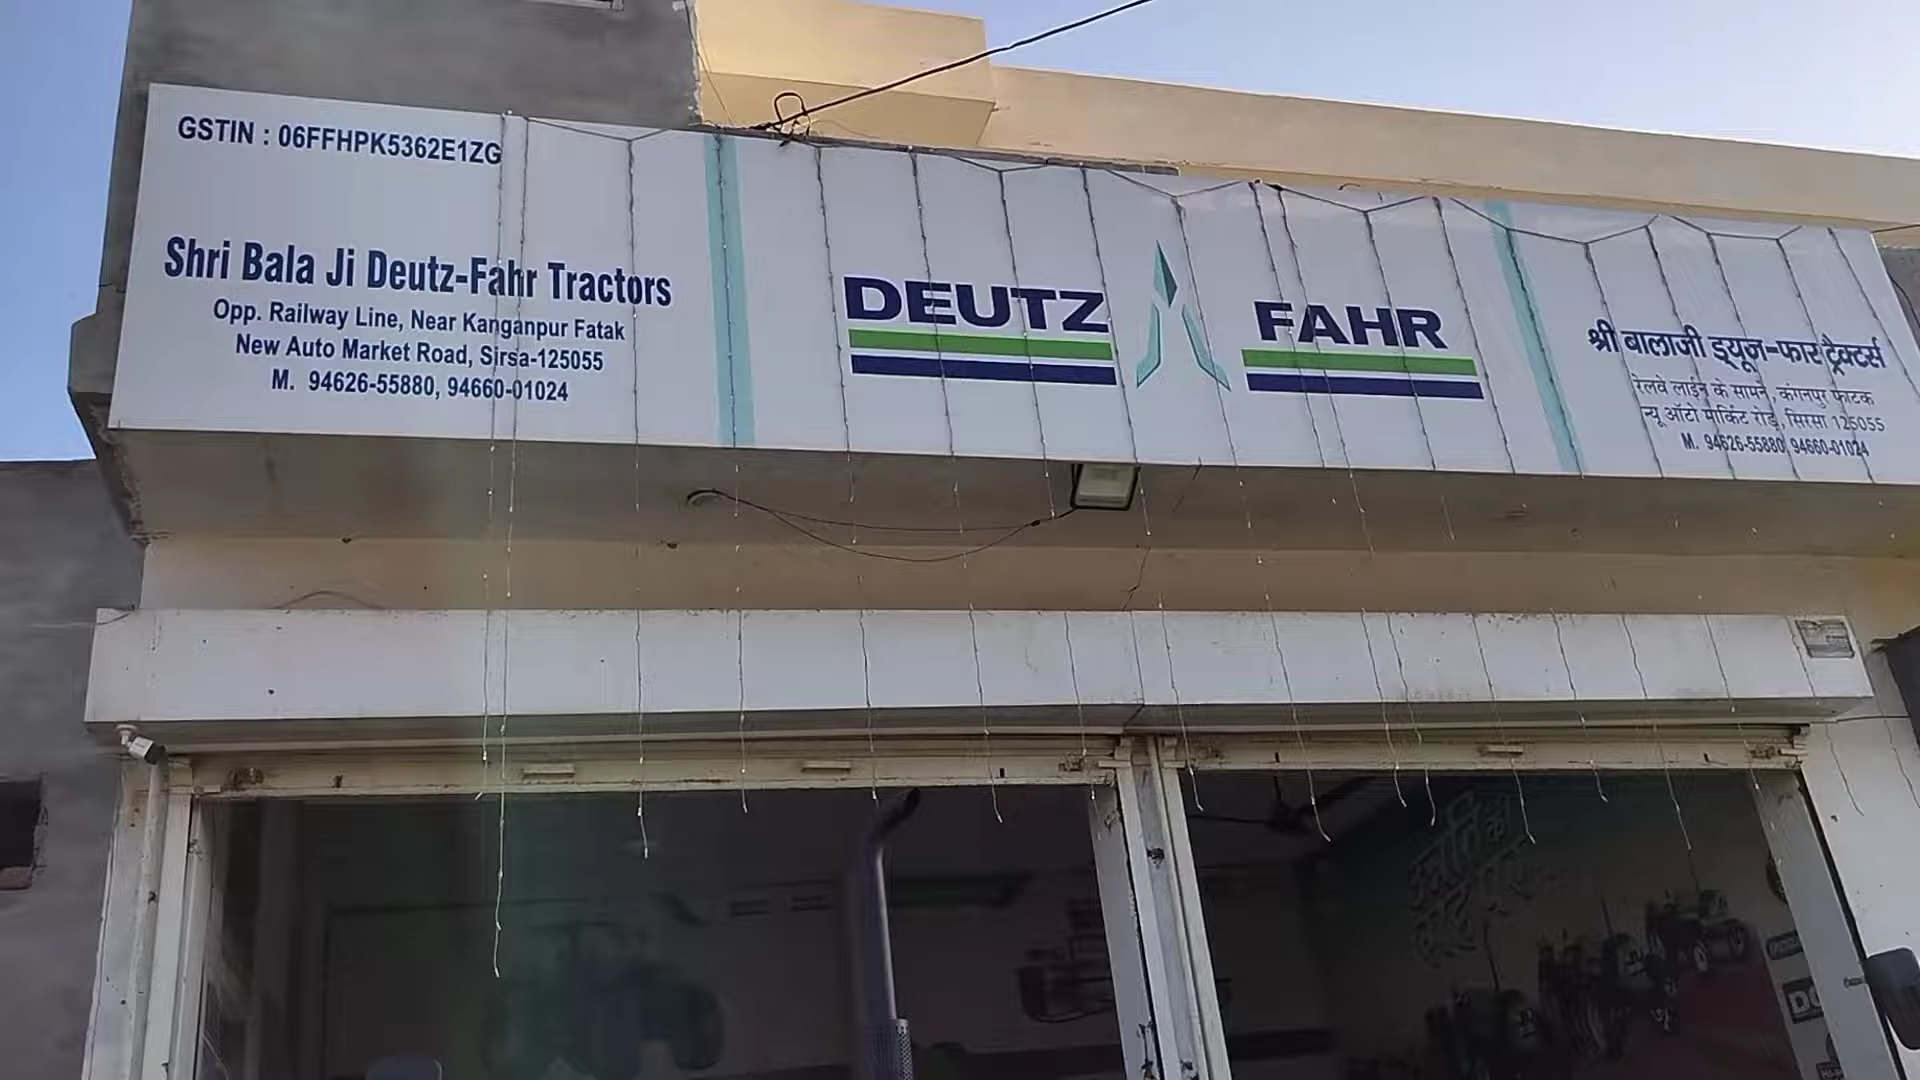 GSTIN : 06FFHPK5362E1ZG
Shri Bala Ji Deutz-Fahr Tractors
Opp. Railway Line, Near Kanganpur Fatak
New Auto Market Road, Sirsa-125055
M. 94626-55880, 94660-01024
DEUTZ FAHR
श्री बालाजी ड्यूज-फार ट्रैक्टर्स
रेलवे लाईन के सामने, कंगनपुर फाटक
न्यू ऑटो मार्किट रोड़, सिरसा 125055
M. 94626-55880, 94660-01024